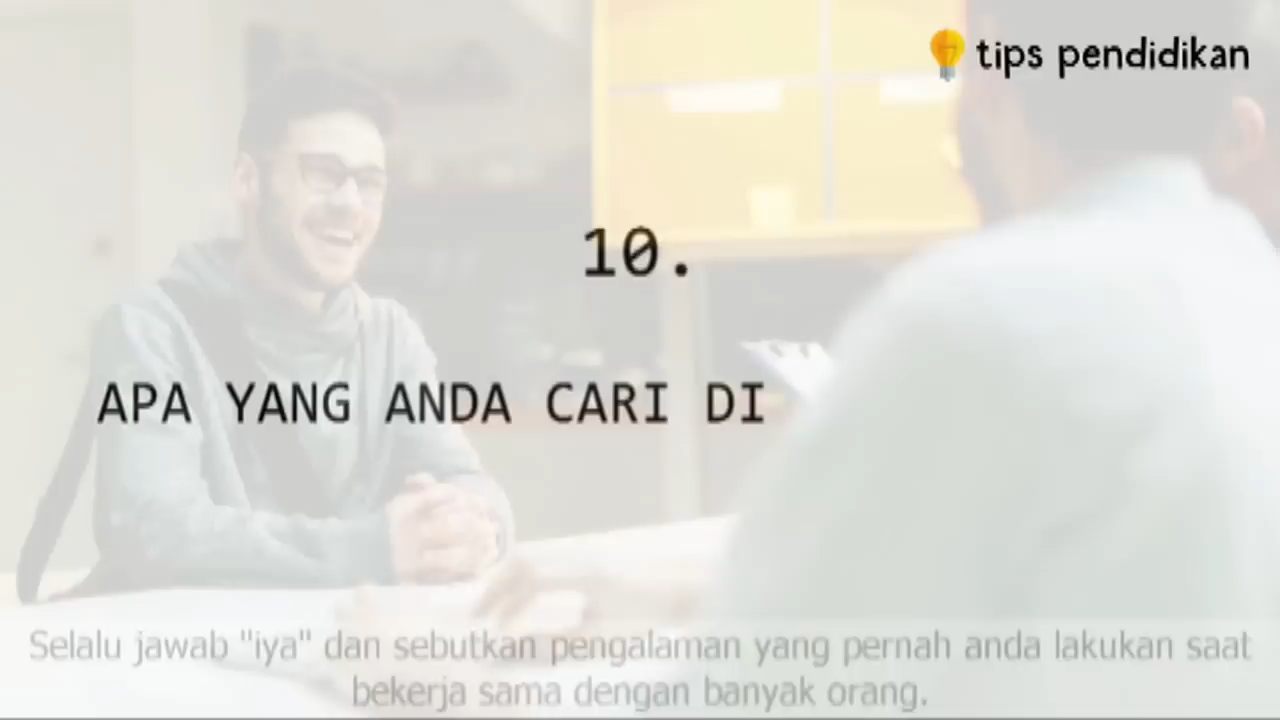 tips pendidikan
10.
APA YANG ANDA CARI DI
Selalu jawab "iya" dan sebutkan pengalaman yang pernah anda lakukan saat
bekerja sama dengan banyak orang.